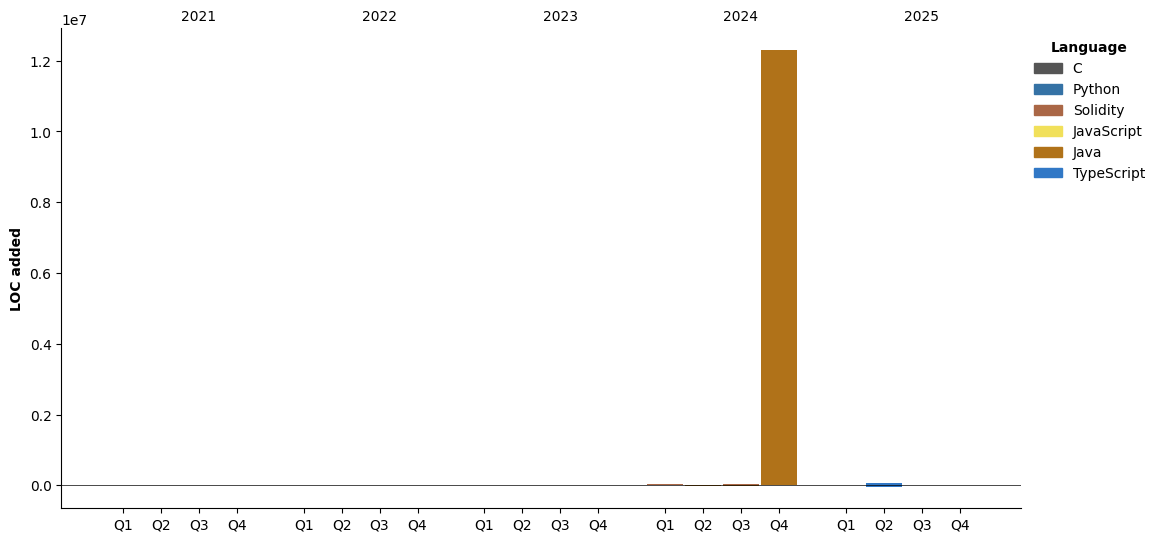 1e7
2021 2022 2023 2024 2025
Language
C
Python
Solidity
JavaScript
Java
TypeScript
LOC added
1.2
1.0
0.8
0.6
0.4
0.2
0.0
Q1 Q2 Q3 Q4 Q1 Q2 Q3 Q4 Q1 Q2 Q3 Q4 Q1 Q2 Q3 Q4 Q1 Q2 Q3 Q4